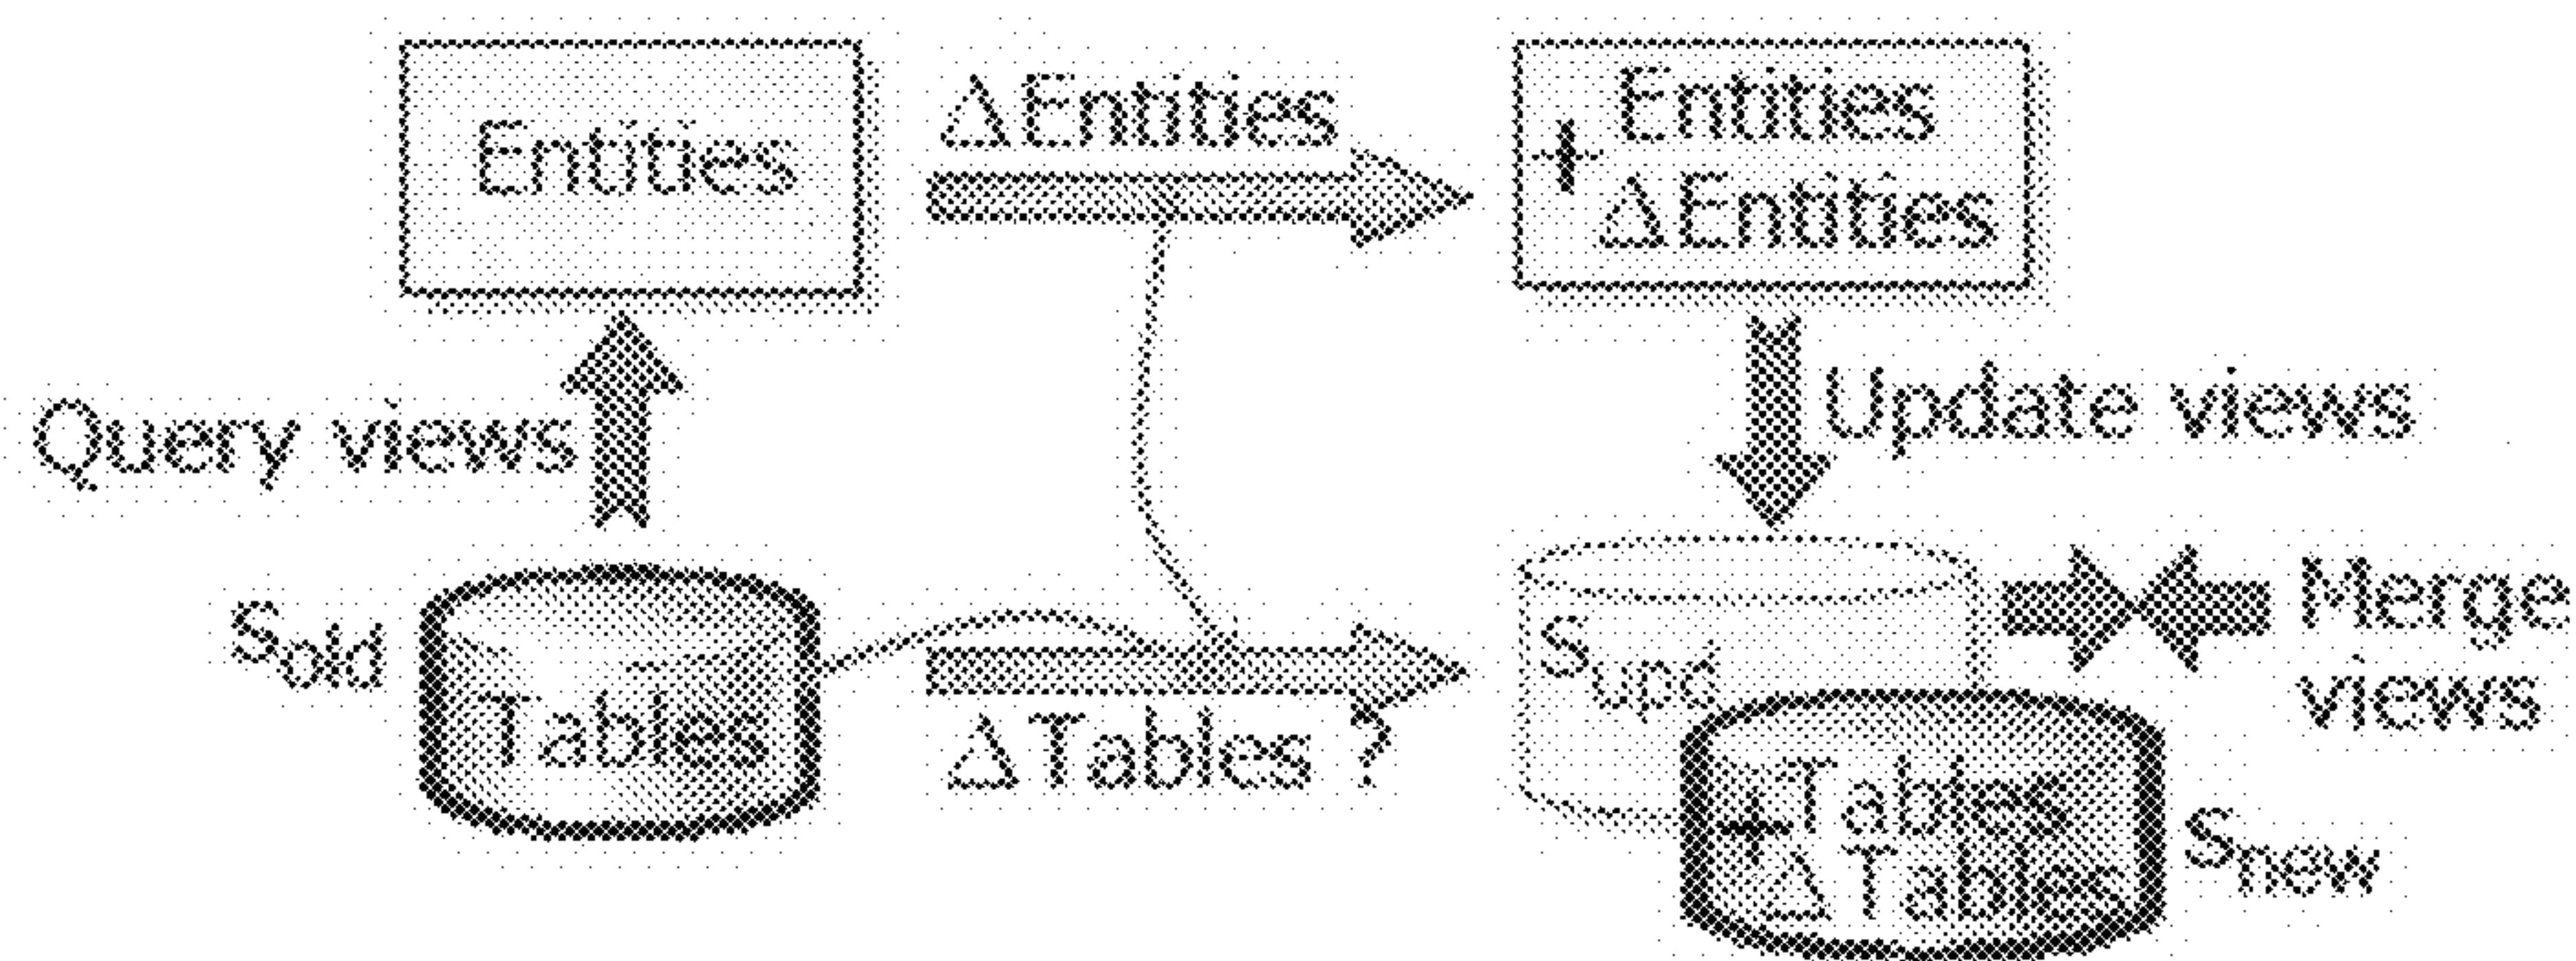 Entities
ΔEntities
+ Entities
ΔEntities
Query views
Update views
Sold
Tables
ΔTables ?
Supd
Merge
views
+ Tables
ΔTables
Snew